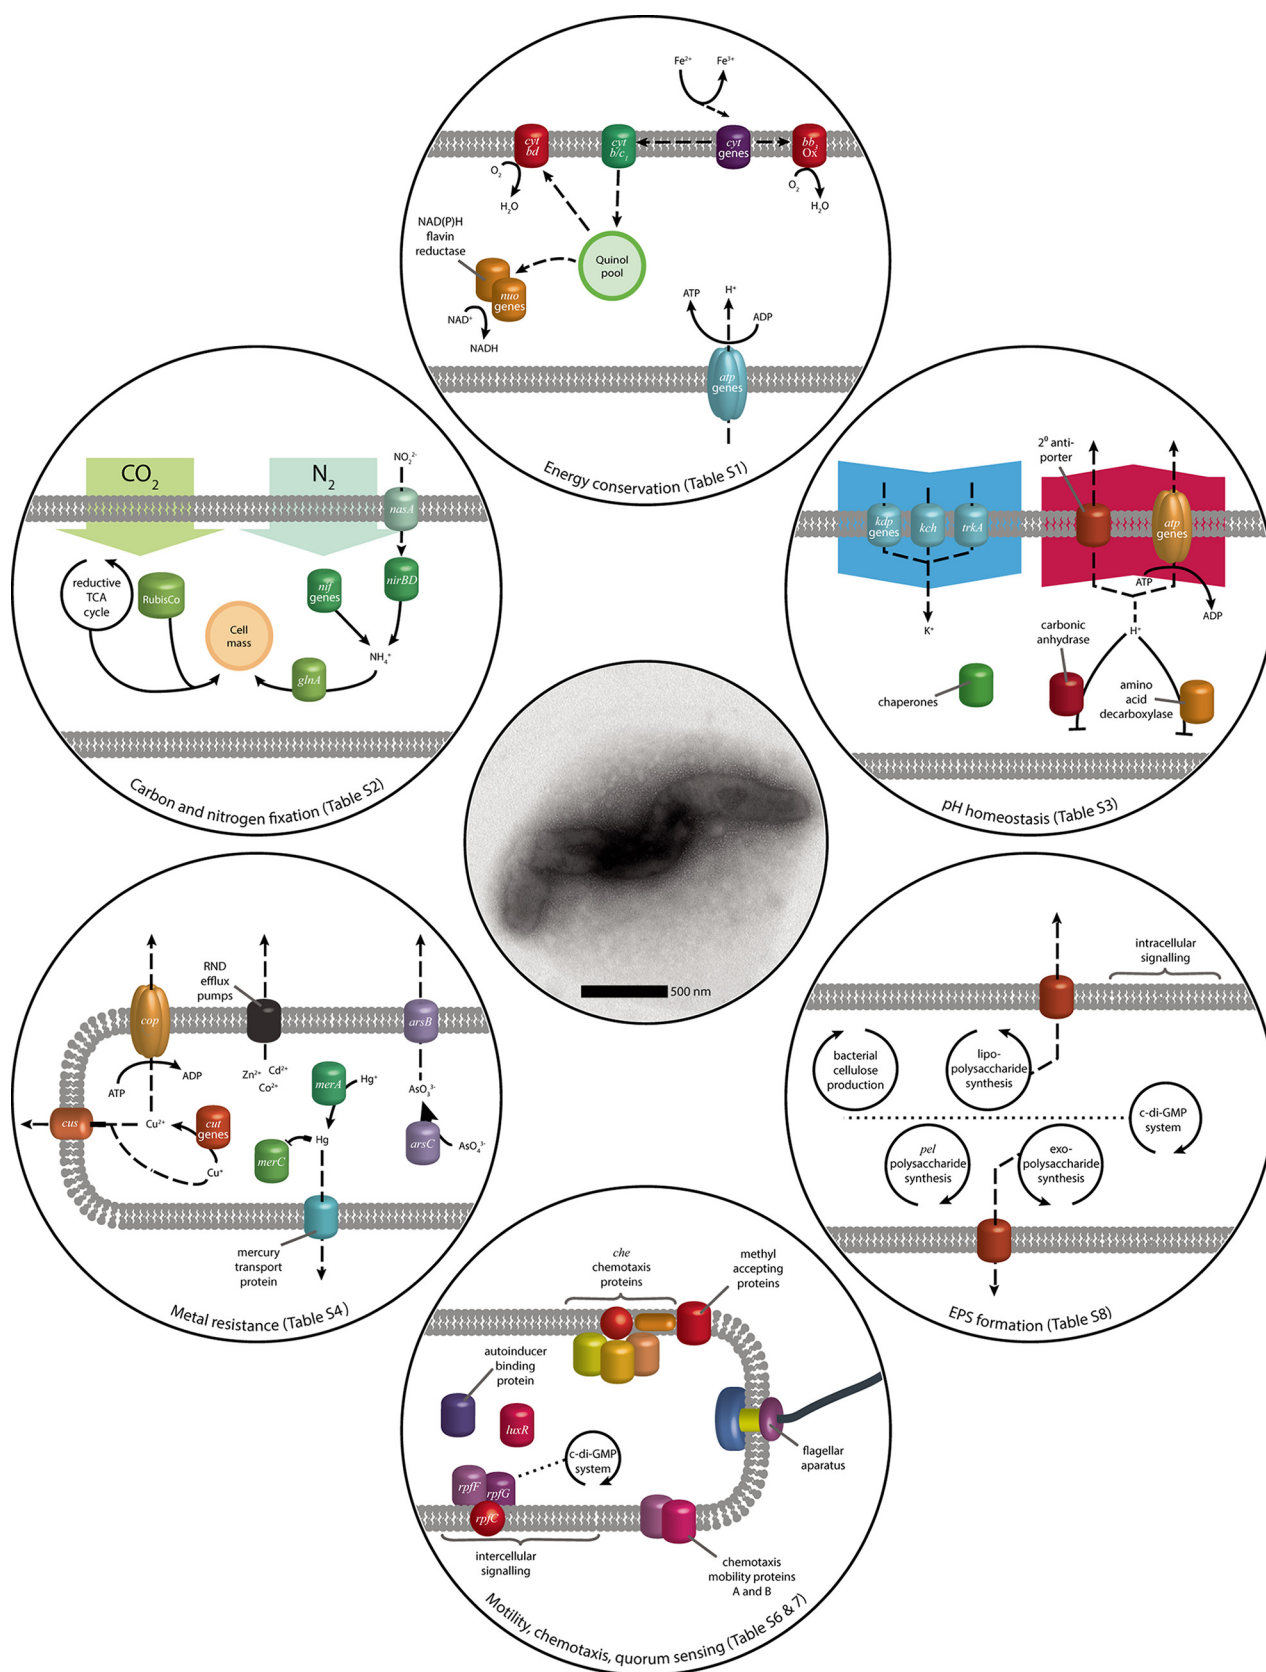 Fe²⁺
Fe³⁺
cyt
bd
cyt
b/c₁
cyt
genes
bb₃
Ox
O₂
H₂O
O₂
H₂O
NAD(P)H
flavin
reductase
Quinol
pool
nuo
genes
NAD⁺
NADH
ATP
H⁺
ADP
atp
genes
Energy conservation (Table S1)
CO₂
N₂
NO₂²⁻
nasA
reductive
TCA
cycle
RubisCo
nif
genes
nirBD
Cell
mass
NH₄⁺
glnA
Carbon and nitrogen fixation (Table S2)
2⁰ anti-
porter
kdp
genes
kch
trkA
atp
genes
ATP
ADP
K⁺
H⁺
carbonic
anhydrase
chaperones
amino
acid
decarboxylase
pH homeostasis (Table S3)
500 nm
RND
efflux
pumps
cop
arsB
ATP
ADP
Zn²⁺
Cd²⁺
Co²⁺
merA
Hg⁺
AsO₃³⁻
cus
Cu²⁺
cut
genes
Hg
arsC
AsO₄³⁻
merC
Cu⁺
mercury
transport
protein
Metal resistance (Table S4)
intracellular
signalling
bacterial
cellulose
production
lipo-
polysaccharide
synthesis
c-di-GMP
system
pel
polysaccharide
synthesis
exo-
polysaccharide
synthesis
EPS formation (Table S8)
che
chemotaxis
proteins
methyl
accepting
proteins
autoinducer
binding
protein
luxR
flagellar
aparatus
c-di-GMP
system
rpfF
rpfG
rpfC
intercellular
signalling
chemotaxis
mobility proteins
A and B
Motility, chemotaxis, quorum sensing (Table S6 & 7)